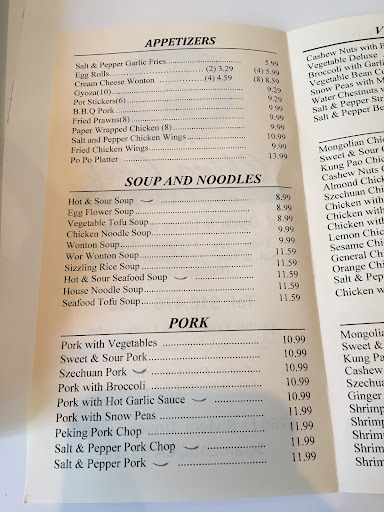 APPETIZERS
Salt & Pepper Garlic Fries.......... 5.99
Egg Rolls.......... (2) 3.29 (4) 5.99
Cream Cheese Wonton .......... (4) 4.59 (8) 8.59
Gyoza(10).......... 9.29
Pot Stickers(6).......... 9.29
B.B.Q Pork.......... 9.99
Fried Prawns(8).......... 9.99
Paper Wrapped Chicken (8).......... 9.99
Salt and Pepper Chicken Wings.......... 10.99
Fried Chicken Wings.......... 9.99
Po Po Platter .......... 13.99
SOUP AND NOODLES
Hot & Sour Soup .......... 8.99
Egg Flower Soup.......... 8.99
Vegetable Tofu Soup.......... 8.99
Chicken Noodle Soup.......... 9.99
Wonton Soup.......... 9.99
Wor Wonton Soup.......... 11.59
Sizzling Rice Soup.......... 11.59
Hot & Sour Seafood Soup .......... 11.59
House Noodle Soup.......... 11.59
Seafood Tofu Soup.......... 11.59
PORK
Pork with Vegetables .......... 10.99
Sweet & Sour Pork.......... 10.99
Szechuan Pork .......... 10.99
Pork with Broccoli .......... 10.99
Pork with Hot Garlic Sauce .......... 10.99
Pork with Snow Peas .......... 11.99
Peking Pork Chop .......... 11.99
Salt & Pepper Pork Chop .......... 11.99
Salt & Pepper Pork .......... 11.99
V
Cashew Nuts with
Vegetable Deluxe
Broccoli with Garlic
Vegetable Bean Cu
Snow Peas with M
Water Chestnuts w
Salt & Pepper Str
Salt & Pepper Be
Mongolian Chi
Sweet & Sour C
Kung Pao Chic
Cashew Nuts C
Almond Chick
Szechuan Chic
Chicken with
Chicken with
Chicken with
Lemon Chic
Sesame Chi
General Ch
Orange Chi
Salt & Pep
Chicken w
Mongolia
Sweet &
Kung Pa
Cashew
Szechu
Ginger
Shrimp
Shrimp
Shrim
Shrim
Shrim